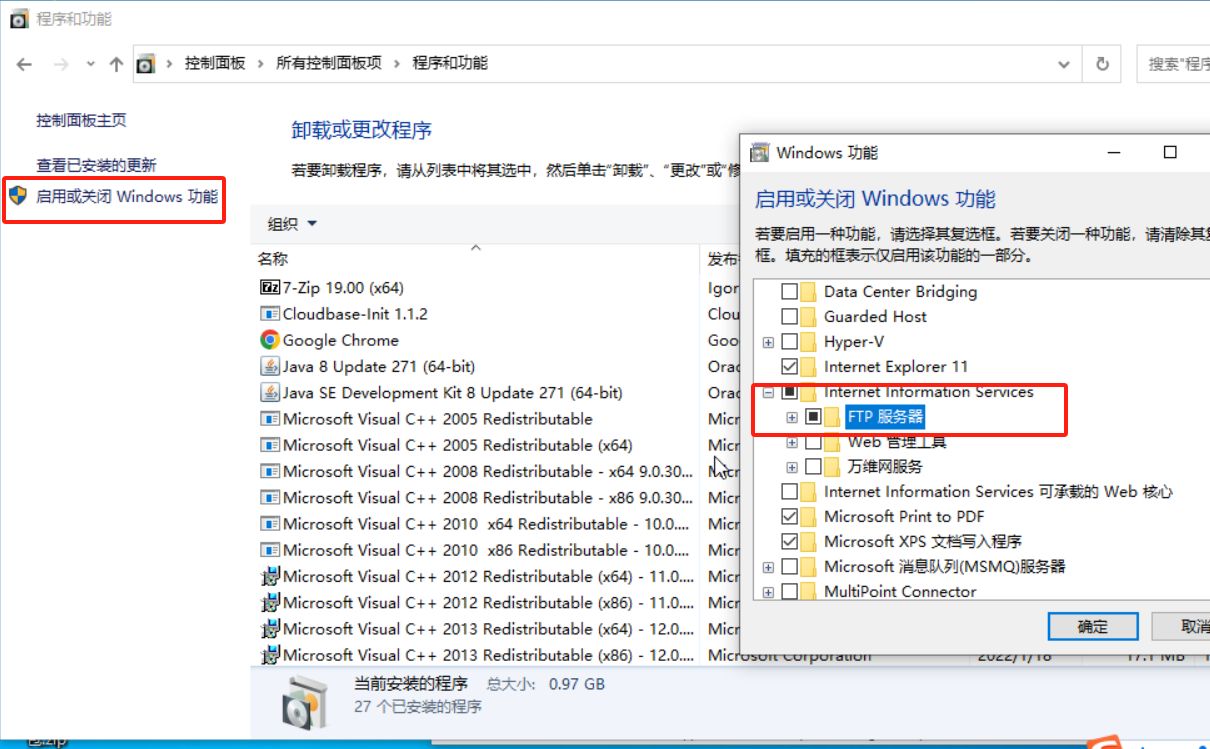 程序和功能
控制面板 › 所有控制面板项 › 程序和功能
搜索"程序
控制面板主页
查看已安装的更新
启用或关闭 Windows 功能
卸载或更改程序
若要卸载程序，请从列表中将其选中，然后单击“卸载”、“更改”或“修
组织
名称
发布
7-Zip 19.00 (x64)
Igor
Cloudbase-Init 1.1.2
Clou
Google Chrome
Goo
Java 8 Update 271 (64-bit)
Orac
Java SE Development Kit 8 Update 271 (64-bit)
Orac
Microsoft Visual C++ 2005 Redistributable
Micr
Microsoft Visual C++ 2005 Redistributable (x64)
Micr
Microsoft Visual C++ 2008 Redistributable - x64 9.0.30...
Micr
Microsoft Visual C++ 2008 Redistributable - x86 9.0.30...
Micr
Microsoft Visual C++ 2010 x64 Redistributable - 10.0....
Micr
Microsoft Visual C++ 2010 x86 Redistributable - 10.0....
Micr
Microsoft Visual C++ 2012 Redistributable (x64) - 11.0....
Micr
Microsoft Visual C++ 2012 Redistributable (x86) - 11.0....
Micr
Microsoft Visual C++ 2013 Redistributable (x64) - 12.0....
Micr
Microsoft Visual C++ 2013 Redistributable (x86) - 12.0....
Microsoft Corporation
2022/1/18
17.1 MB
当前安装的程序 总大小: 0.97 GB
27 个已安装的程序
Windows 功能
启用或关闭 Windows 功能
若要启用一种功能，请选择其复选框。若要关闭一种功能，请清除其复
框。填充的框表示仅启用该功能的一部分。
Data Center Bridging
Guarded Host
Hyper-V
Internet Explorer 11
Internet Information Services
FTP 服务器
Web 管理工具
万维网服务
Internet Information Services 可承载的 Web 核心
Microsoft Print to PDF
Microsoft XPS 文档写入程序
Microsoft 消息队列(MSMQ)服务器
MultiPoint Connector
确定
取消